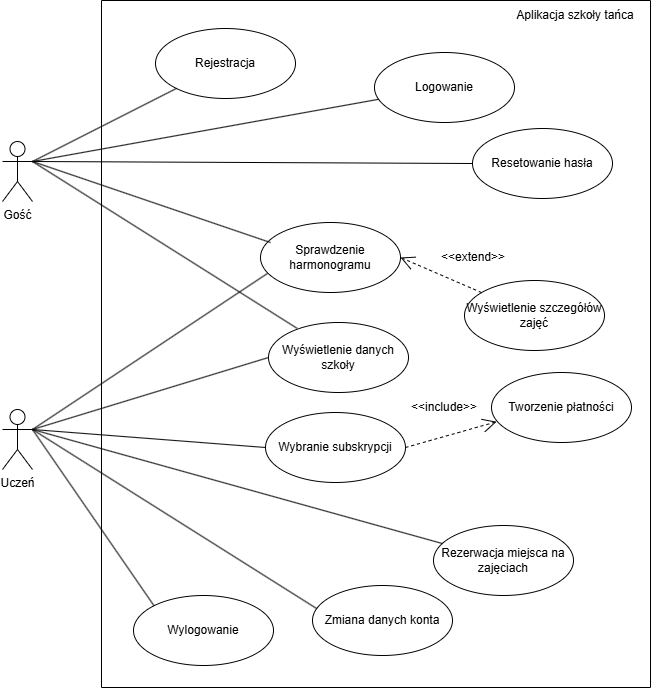 Aplikacja szkoły tańca
Rejestracja
Logowanie
Resetowanie hasła
Gość
Sprawdzenie
harmonogramu
<<extend>>
Wyświetlenie szczegółów
zajęć
Wyświetlenie danych
szkoły
<<include>>
Tworzenie płatności
Wybranie subskrypcji
Uczeń
Rezerwacja miejsca na
zajęciach
Zmiana danych konta
Wylogowanie